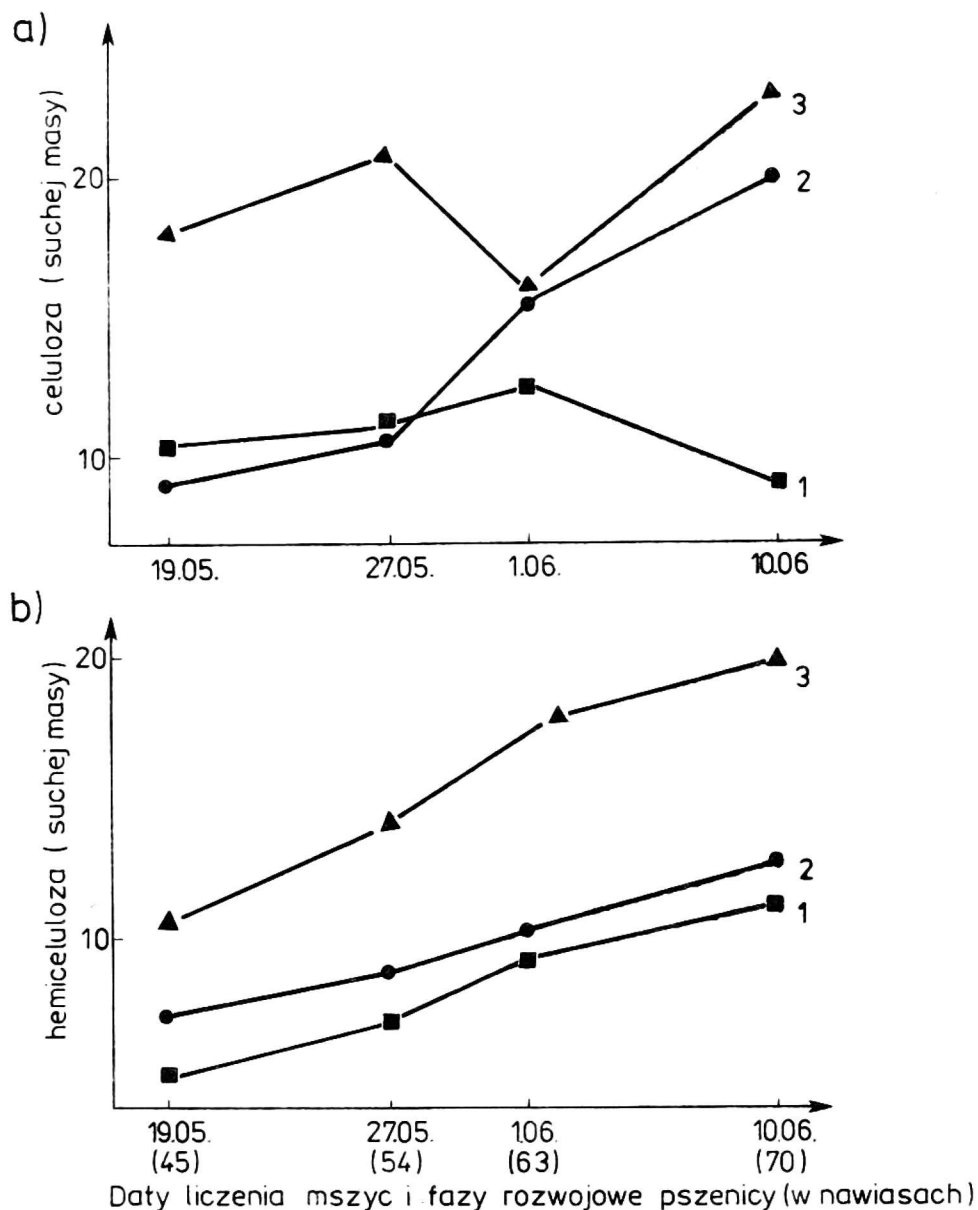 a)
celuloza ( suchej masy)
20
10
3
2
1
19.05. 27.05. 1.06. 10.06
b)
hemiceluloza ( suchej masy)
20
10
3
2
1
19.05. 27.05. 1.06. 10.06.
(45) (54) (63) (70)
Daty liczenia mszyc i fazy rozwojowe pszenicy (w nawiasach)